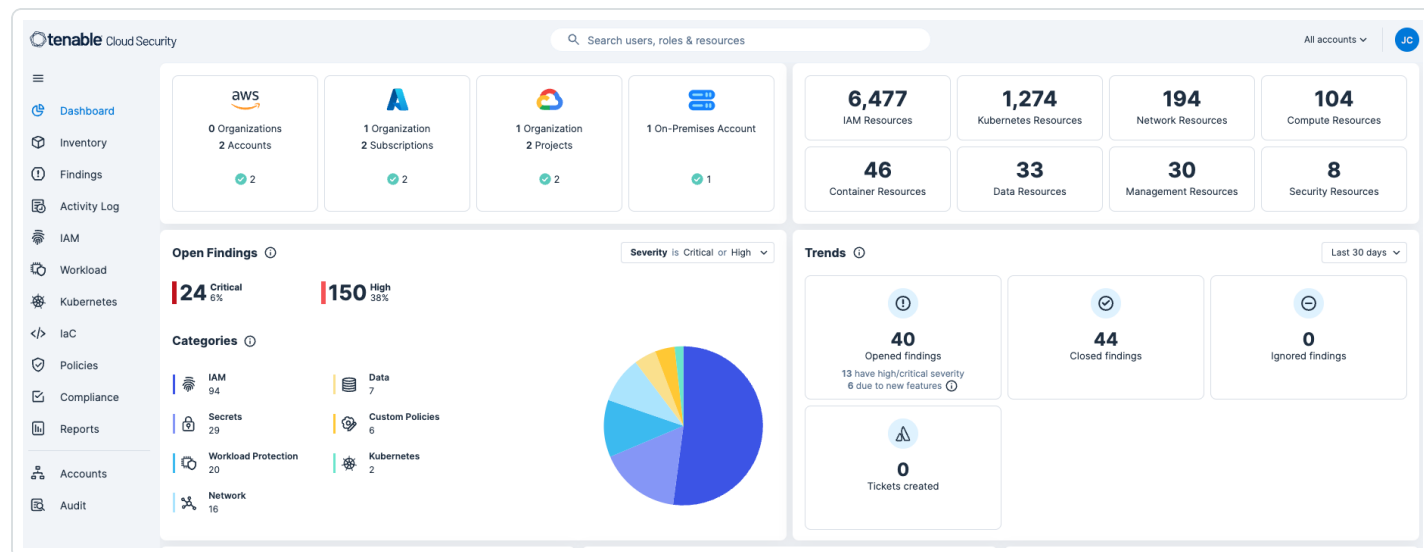 tenable Cloud Security
Search users, roles & resources
All accounts
JC
Dashboard
Inventory
Findings
Activity Log
IAM
Workload
Kubernetes
IaC
Policies
Compliance
Reports
Accounts
Audit
aws
0 Organizations
2 Accounts
2
1 Organization
2 Subscriptions
2
1 Organization
2 Projects
2
1 On-Premises Account
1
6,477
IAM Resources
1,274
Kubernetes Resources
194
Network Resources
104
Compute Resources
46
Container Resources
33
Data Resources
30
Management Resources
8
Security Resources
Open Findings
Severity is Critical or High
24 Critical
6%
150 High
38%
Categories
IAM
94
Secrets
29
Workload Protection
20
Network
16
Data
7
Custom Policies
6
Kubernetes
2
Trends
Last 30 days
40
Opened findings
13 have high/critical severity
6 due to new features
44
Closed findings
0
Ignored findings
0
Tickets created